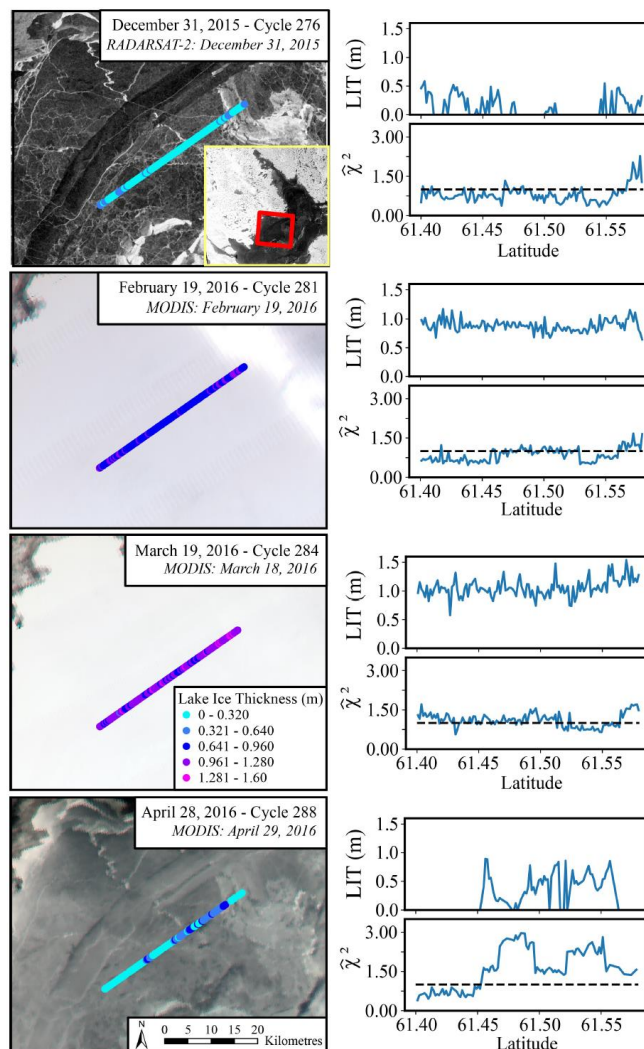 December 31, 2015 - Cycle 276
RADARSAT-2: December 31, 2015
LIT (m)
1.5
1.0
0.5
0.0
χ̂ ²
3.00
1.50
0.00
61.40 61.45 61.50 61.55
Latitude
February 19, 2016 - Cycle 281
MODIS: February 19, 2016
LIT (m)
1.5
1.0
0.5
0.0
χ̂ ²
3.00
1.50
0.00
61.40 61.45 61.50 61.55
Latitude
March 19, 2016 - Cycle 284
MODIS: March 18, 2016
Lake Ice Thickness (m)
0 - 0.320
0.321 - 0.640
0.641 - 0.960
0.961 - 1.280
1.281 - 1.60
LIT (m)
1.5
1.0
0.5
0.0
χ̂ ²
3.00
1.50
0.00
61.40 61.45 61.50 61.55
Latitude
April 28, 2016 - Cycle 288
MODIS: April 29, 2016
N
0 5 10 15 20
Kilometres
LIT (m)
1.5
1.0
0.5
0.0
χ̂ ²
3.00
1.50
0.00
61.40 61.45 61.50 61.55
Latitude